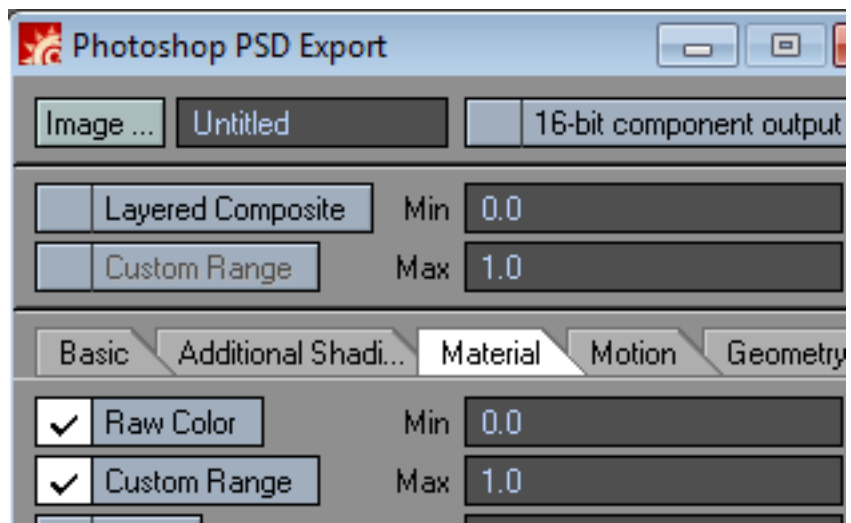 Photoshop PSD Export
Image ... Untitled 16-bit component output
Layered Composite Min 0.0
Custom Range Max 1.0
Basic Additional Shadi... Material Motion Geometry
Raw Color Min 0.0
Custom Range Max 1.0